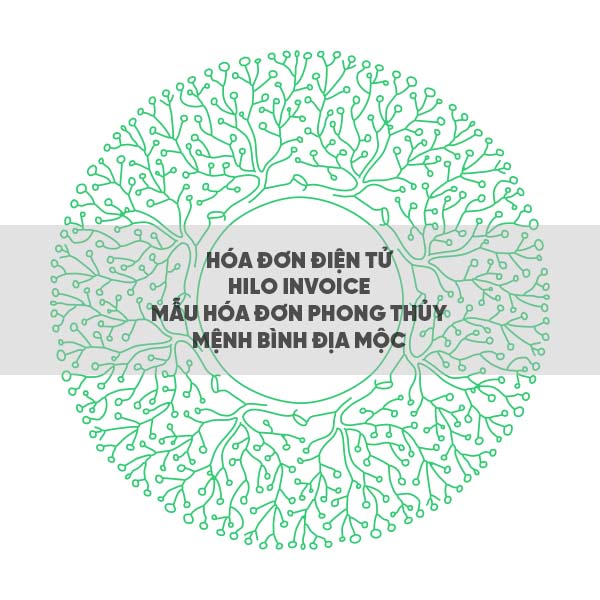 HÓA ĐƠN ĐIỆN TỬ
HILO INVOICE
MẪU HÓA ĐƠN PHONG THỦY
MỆNH BÌNH ĐỊA MỘC